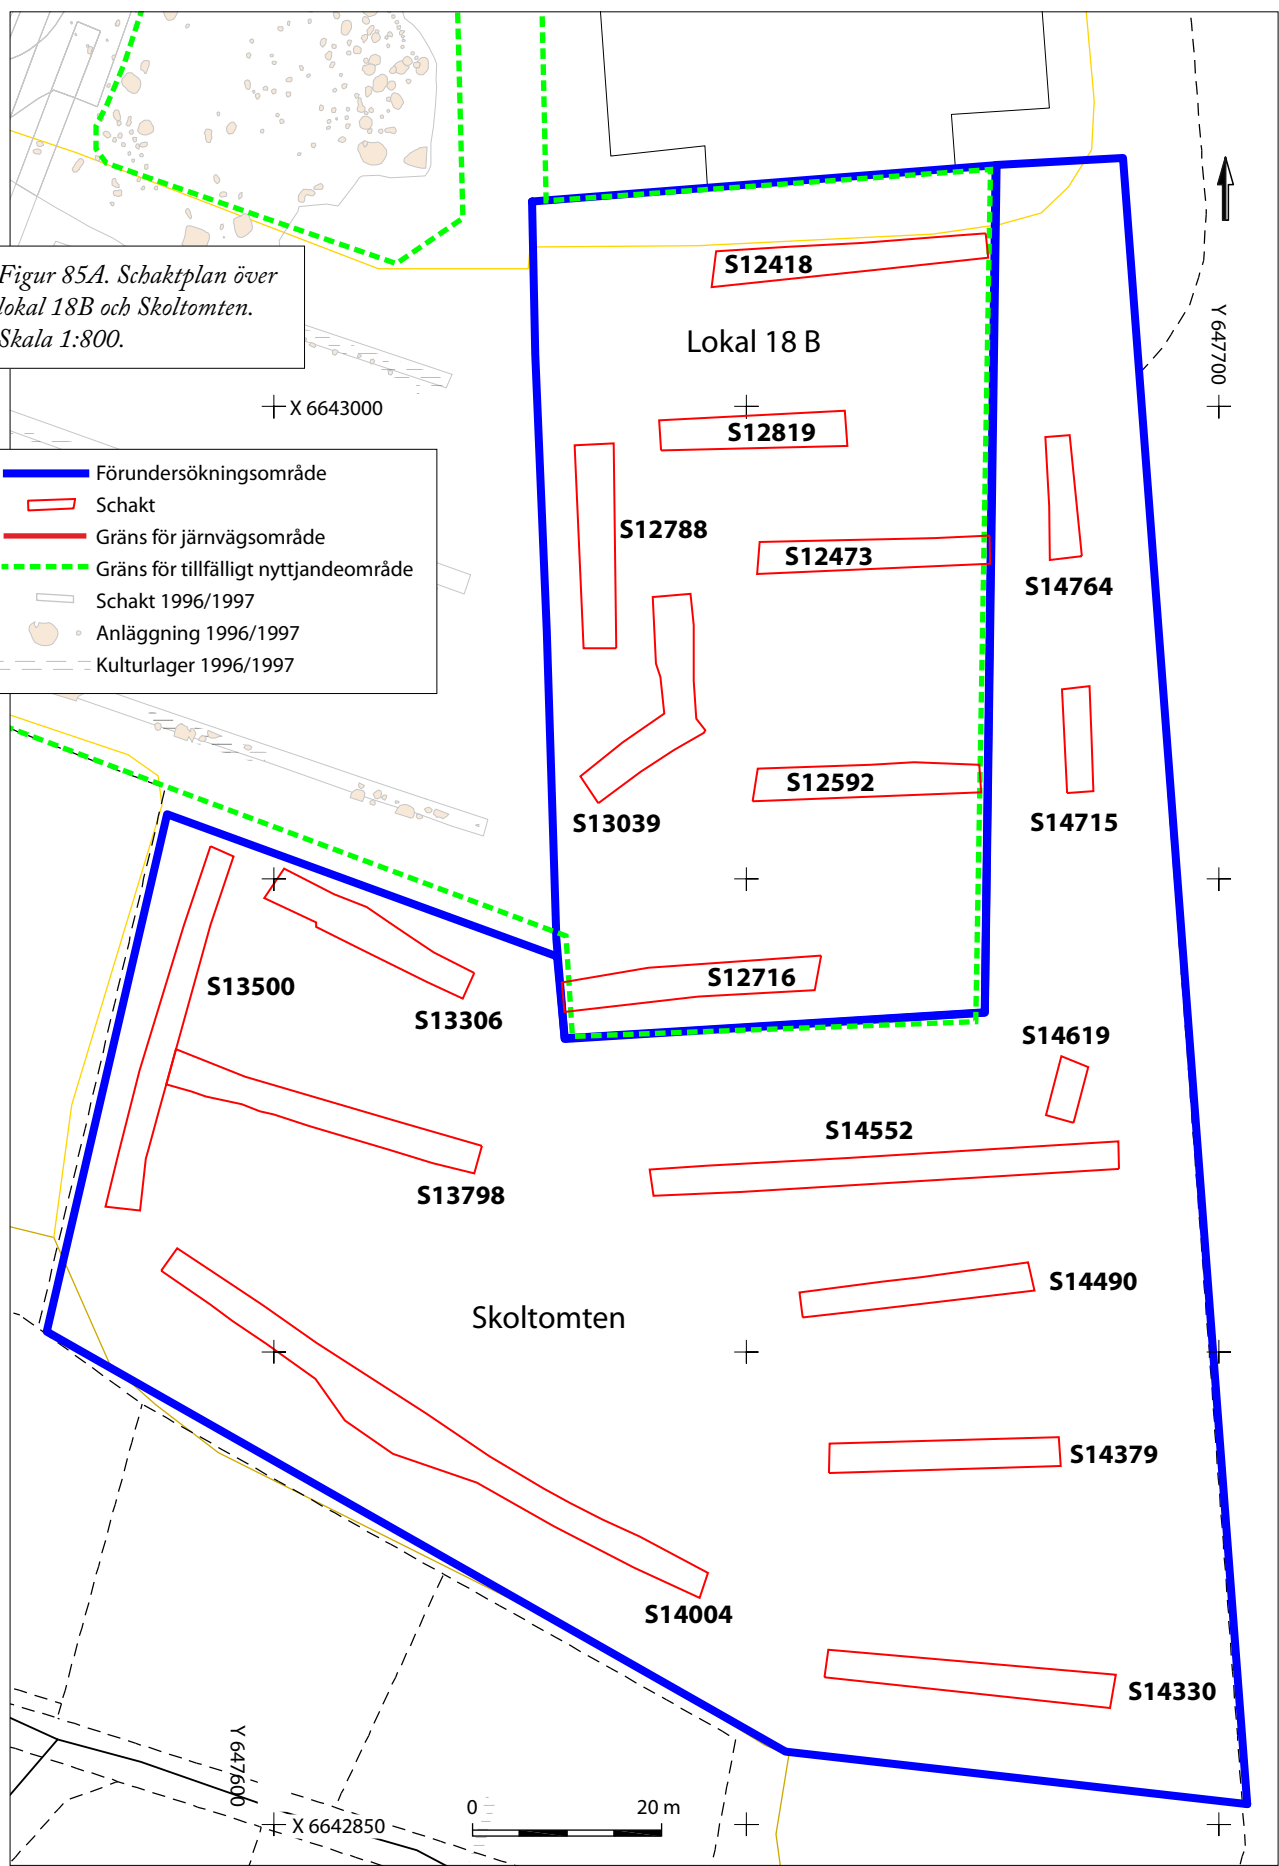 S12418
Figur 85A. Schaktplan över
lokal 18B och Skoltomten.
Skala 1:800.
Lokal 18 B
Y 647700
X 6643000
S12819
Förundersökningsområde
Schakt
Gräns för järnvägsområde
Gräns för tillfälligt nyttjandeområde
Schakt 1996/1997
Anläggning 1996/1997
Kulturlager 1996/1997
S12788
S12473
S14764
S12592
S13039
S14715
S13500
S12716
S13306
S14619
S14552
S13798
S14490
Skoltomten
S14379
S14004
S14330
Y 647600
0 20 m
X 6642850